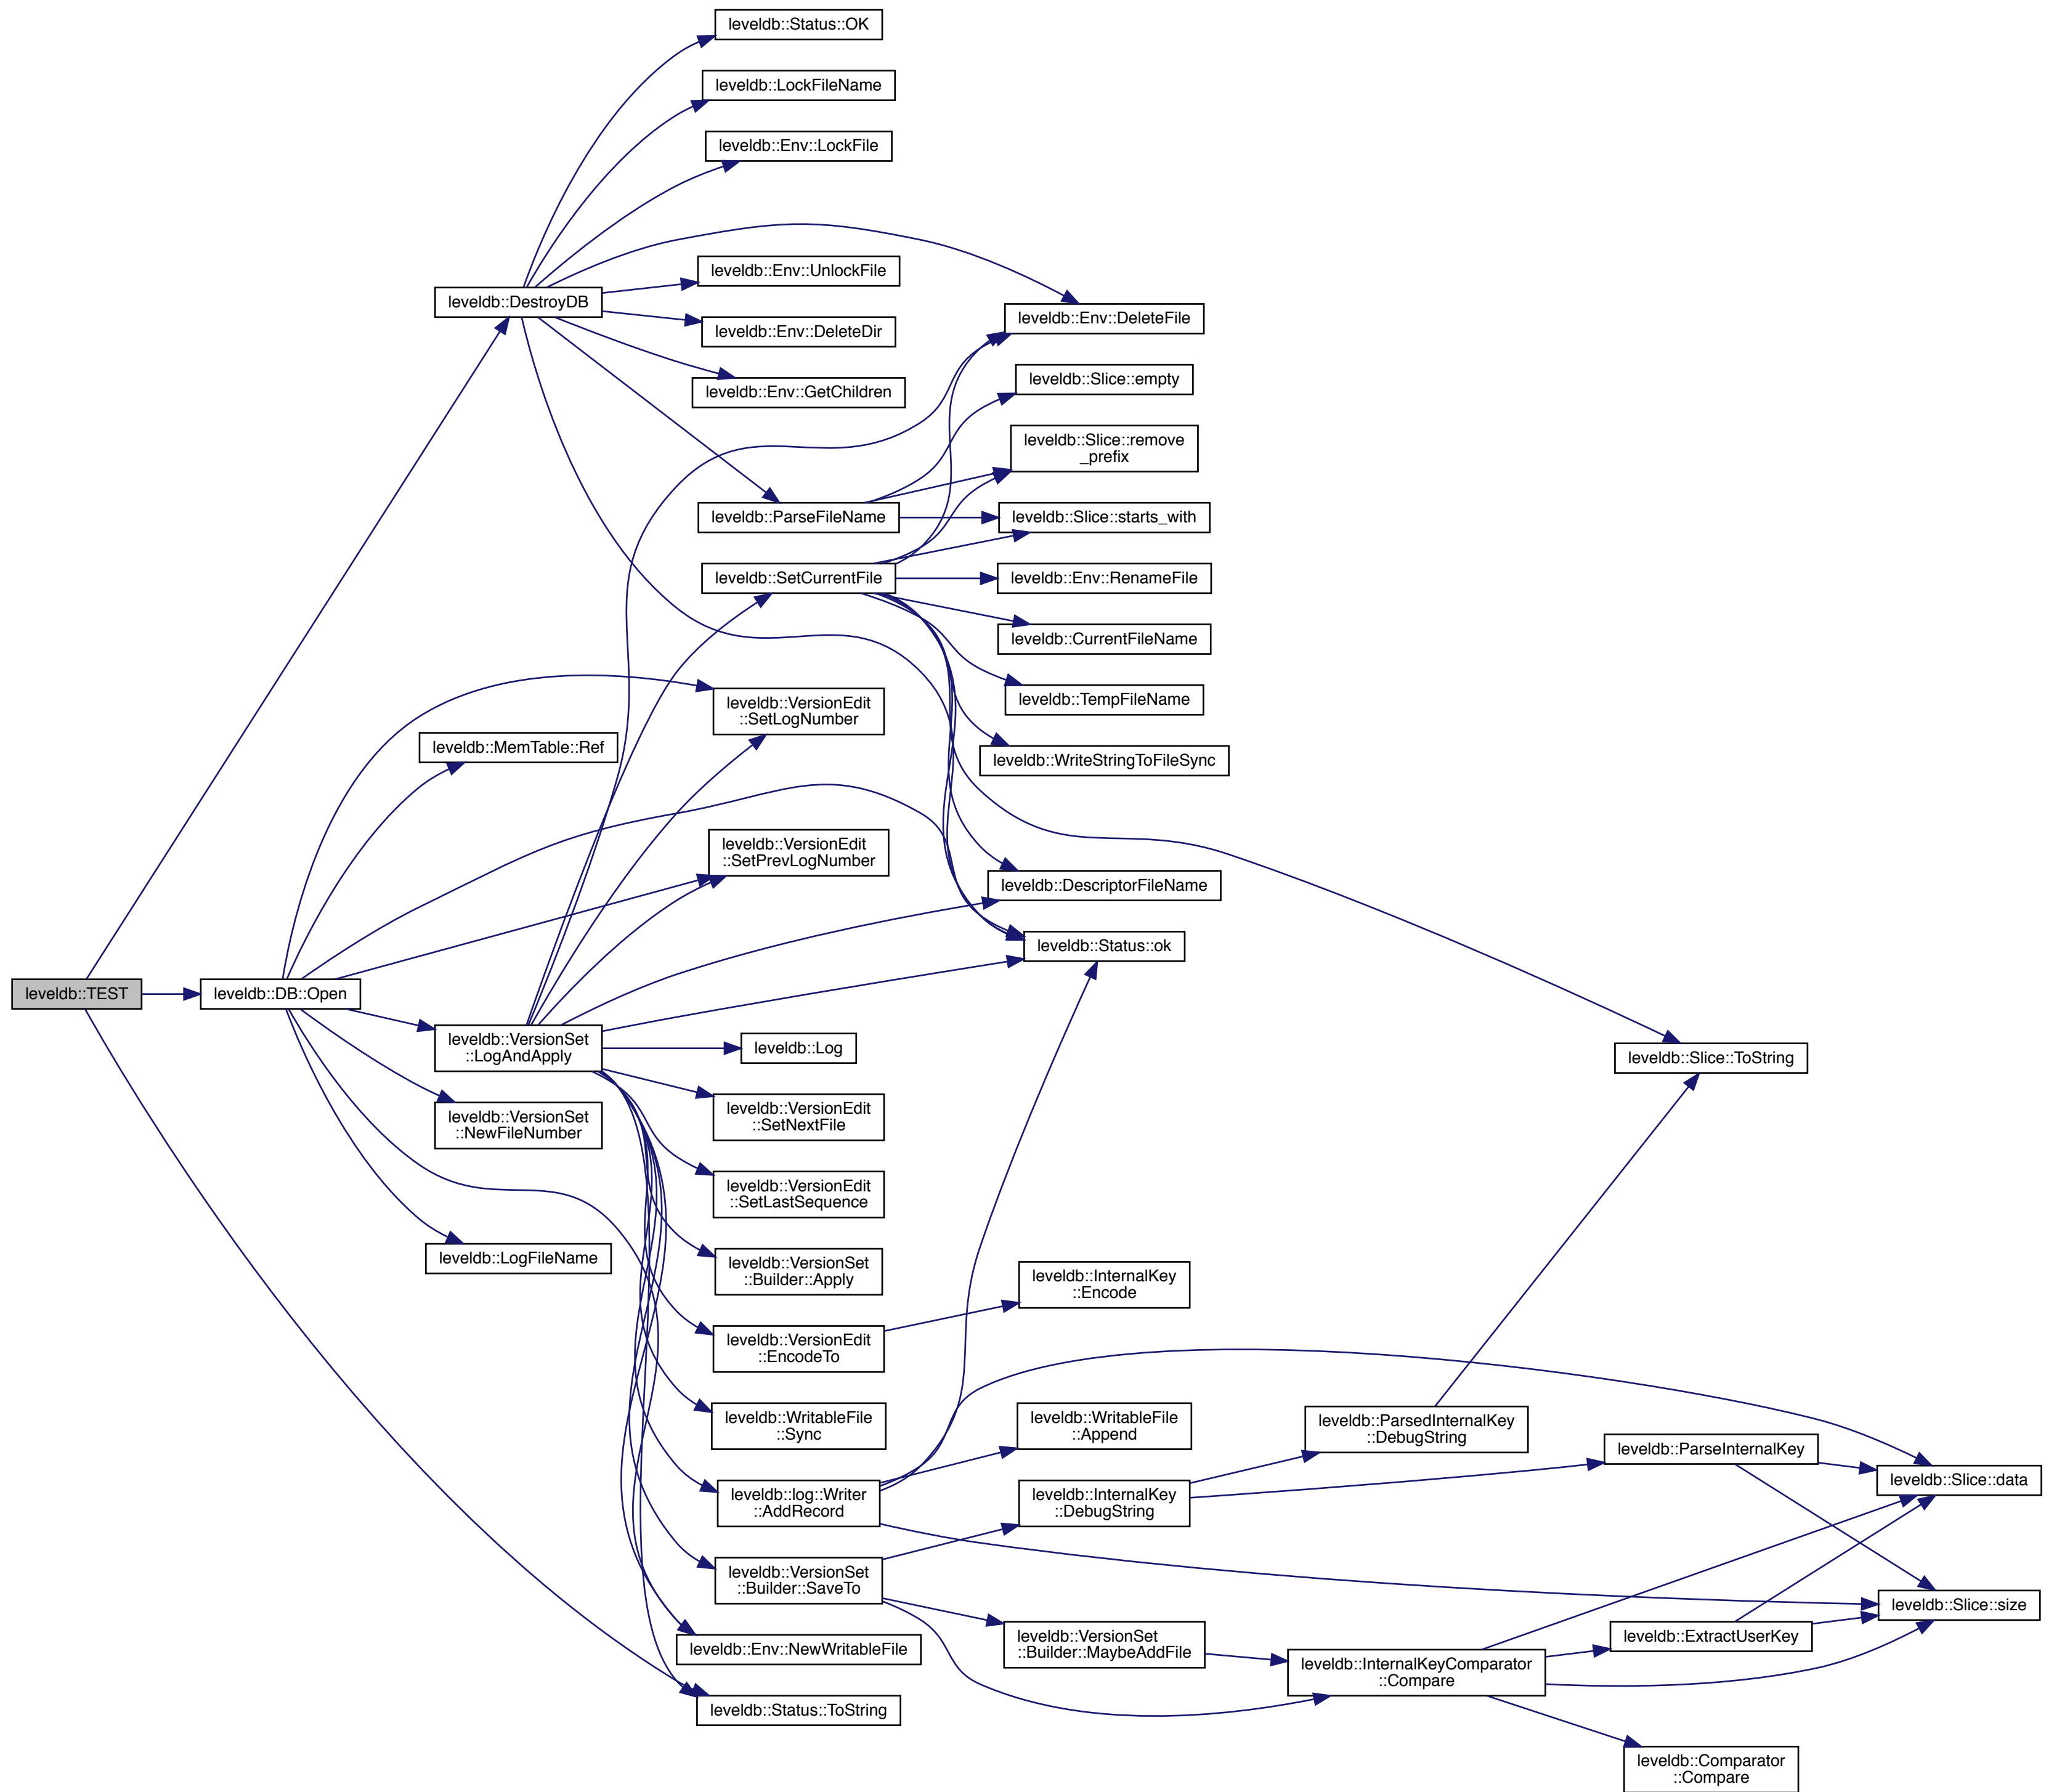 leveldb::Status::OK
leveldb::LockFileName
leveldb::Env::LockFile
leveldb::Env::UnlockFile
leveldb::DestroyDB
leveldb::Env::DeleteFile
leveldb::Env::DeleteDir
leveldb::Slice::empty
leveldb::Env::GetChildren
leveldb::Slice::remove
_prefix
leveldb::ParseFileName
leveldb::Slice::starts_with
leveldb::SetCurrentFile
leveldb::Env::RenameFile
leveldb::CurrentFileName
leveldb::TempFileName
leveldb::VersionEdit
::SetLogNumber
leveldb::MemTable::Ref
leveldb::WriteStringToFileSync
leveldb::VersionEdit
::SetPrevLogNumber
leveldb::DescriptorFileName
leveldb::Status::ok
leveldb::TEST
leveldb::DB::Open
leveldb::VersionSet
::LogAndApply
leveldb::Log
leveldb::Slice::ToString
leveldb::VersionEdit
::SetNextFile
leveldb::VersionSet
::NewFileNumber
leveldb::VersionEdit
::SetLastSequence
leveldb::LogFileName
leveldb::VersionSet
::Builder::Apply
leveldb::InternalKey
::Encode
leveldb::VersionEdit
::EncodeTo
leveldb::WritableFile
::Sync
leveldb::WritableFile
::Append
leveldb::ParsedInternalKey
::DebugString
leveldb::ParseInternalKey
leveldb::Slice::data
leveldb::log::Writer
::AddRecord
leveldb::InternalKey
::DebugString
leveldb::VersionSet
::Builder::SaveTo
leveldb::Slice::size
leveldb::Env::NewWritableFile
leveldb::VersionSet
::Builder::MaybeAddFile
leveldb::ExtractUserKey
leveldb::InternalKeyComparator
::Compare
leveldb::Status::ToString
leveldb::Comparator
::Compare